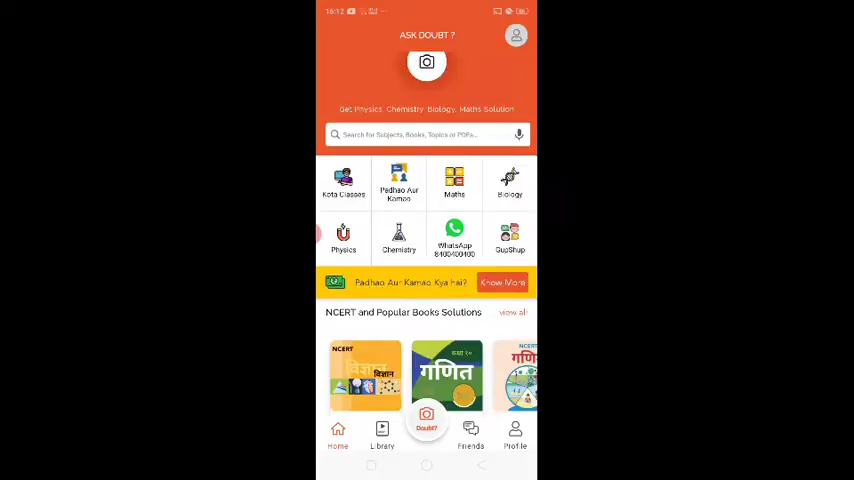 16:12
ASK DOUBT ?
Get Physics, Chemistry, Biology, Maths Solution
Search for Subjects, Books, Topics or PDFs...
Kota Classes
Padhao Aur
Kamao
Maths
Biology
Physics
Chemistry
WhatsApp
8400400400
GupShup
Padhao Aur Kamao Kya hai?
Know More
NCERT and Popular Books Solutions
view all
NCERT
विज्ञान
विज्ञान
कक्षा १०
गणित
NCERT
गणि
Doubt?
Home
Library
Friends
Profile